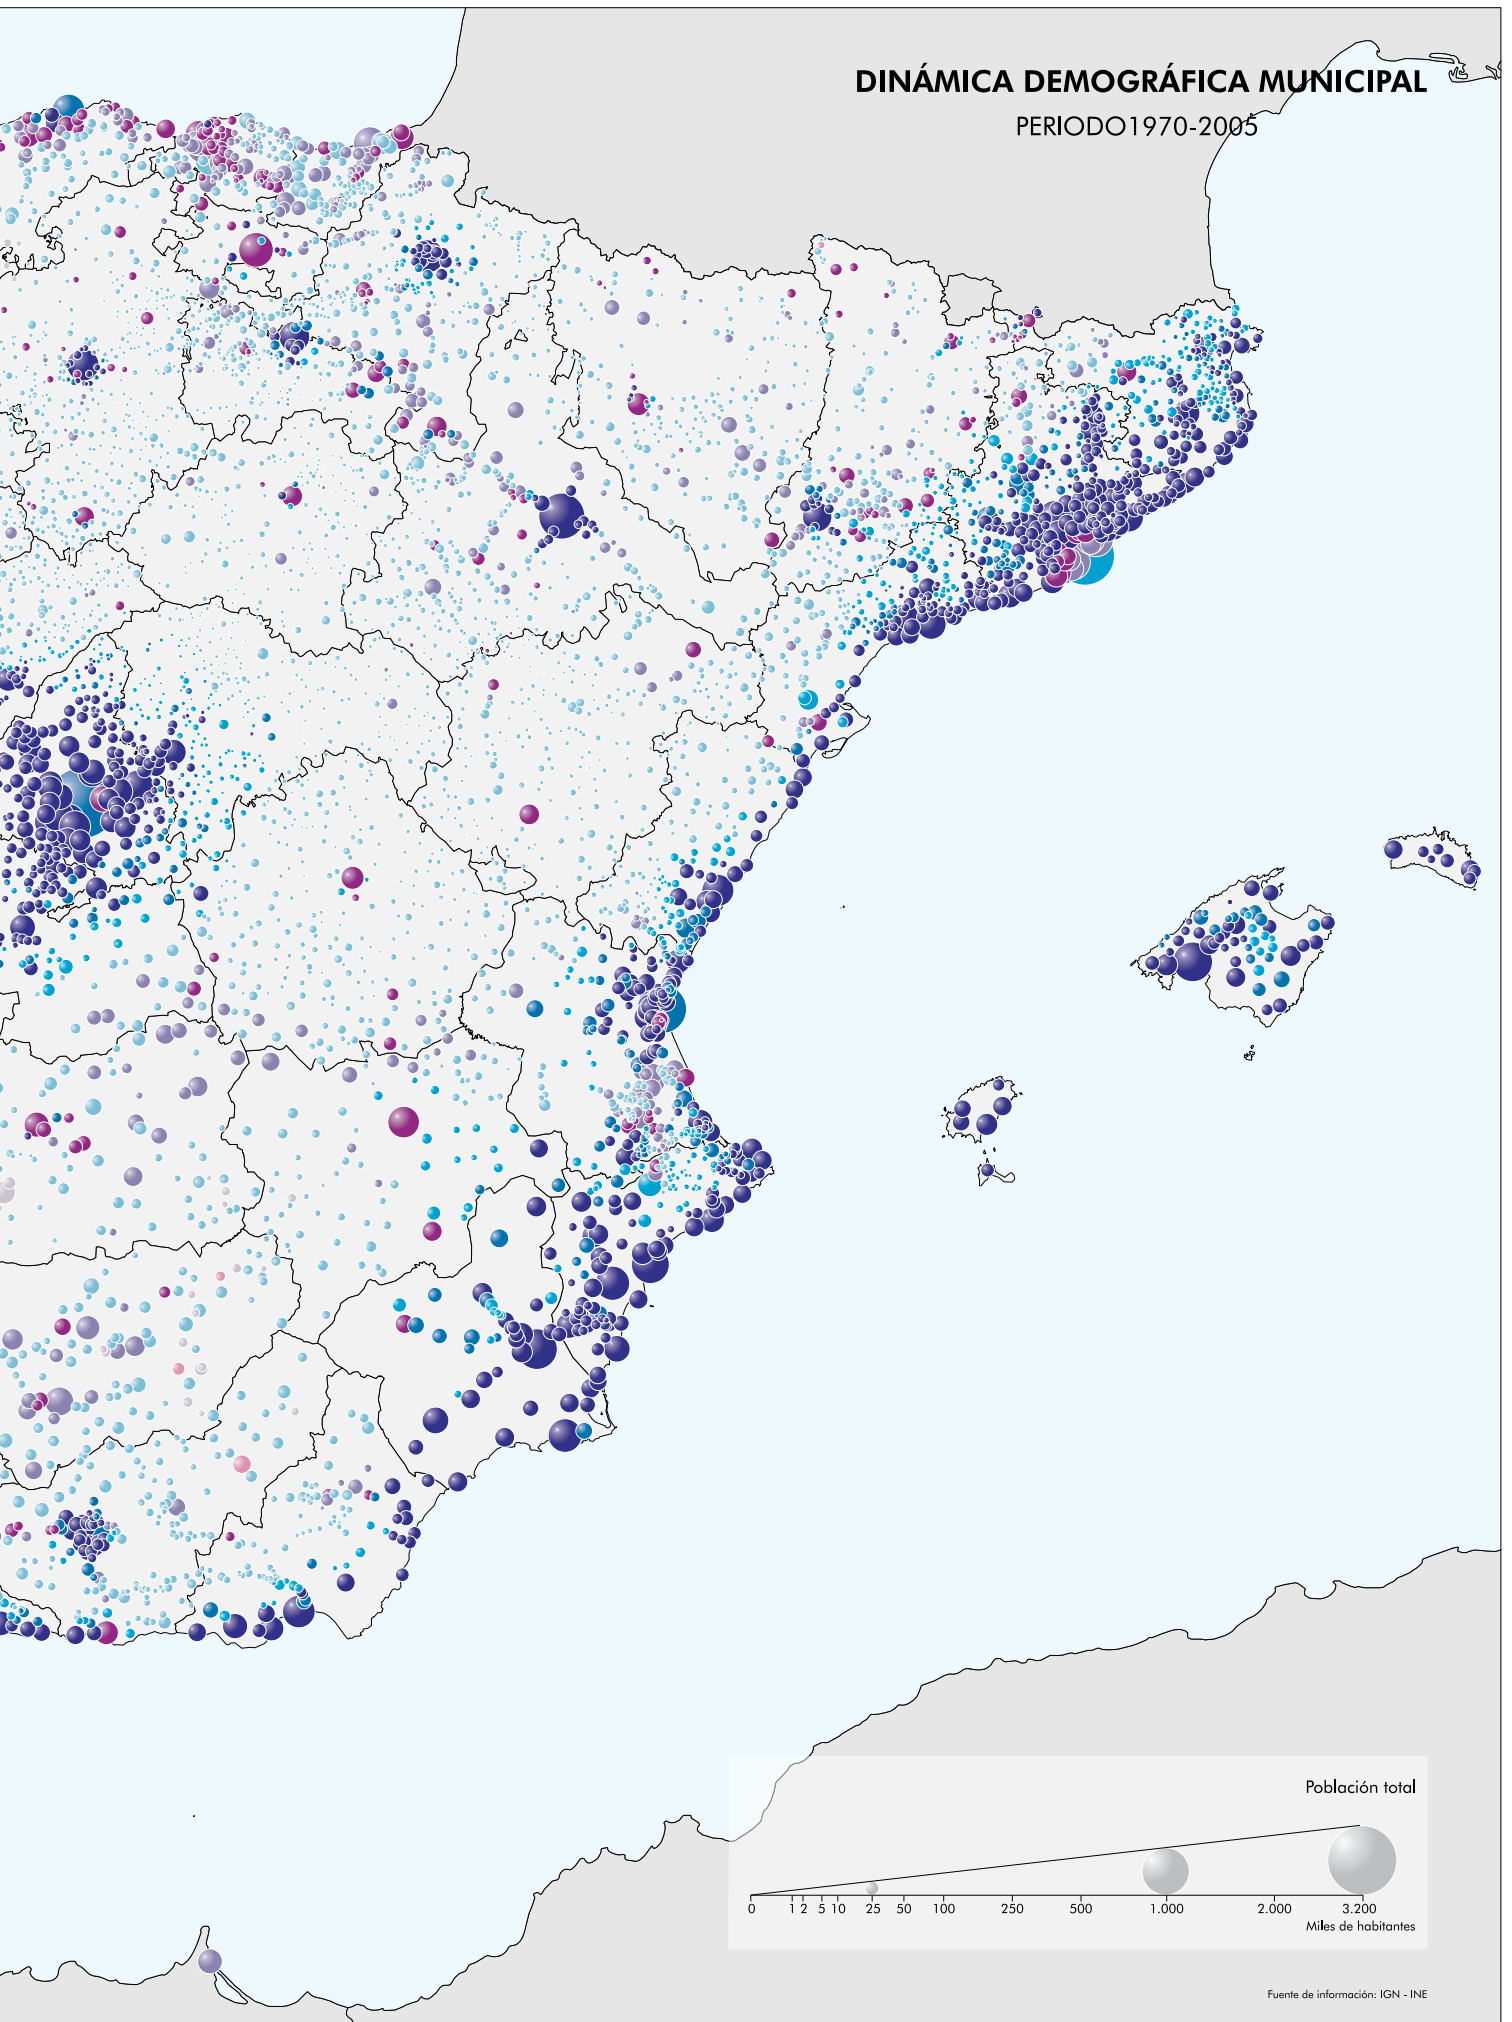 DINÁMICA DEMOGRÁFICA MUNICIPAL
PERIODO1970-2005
Población total
0 1 2 5 10 25 50 100 250 500 1.000 2.000 3.200
Miles de habitantes
Fuente de información: IGN - INE